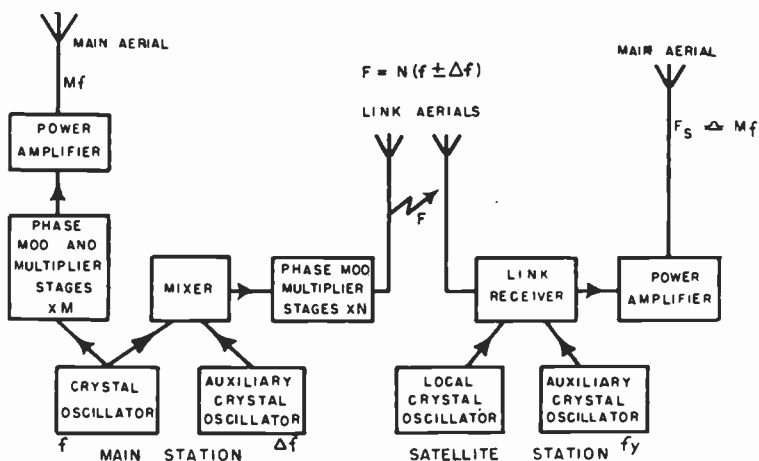 MAIN AERIAL
Mf
POWER
AMPLIFIER
PHASE
MOD AND
MULTIPLIER
STAGES
xM
CRYSTAL
OSCILLATOR
f
MIXER
AUXILIARY
CRYSTAL
OSCILLATOR
Δf
PHASE MOD
MULTIPLIER
STAGES XN
MAIN STATION
F = N(f ± Δf)
LINK AERIALS
F
LINK
RECEIVER
LOCAL
CRYSTAL
OSCILLATOR
AUXILIARY
CRYSTAL
OSCILLATOR
fy
POWER
AMPLIFIER
MAIN AERIAL
Fs ≏ Mf
SATELLITE STATION